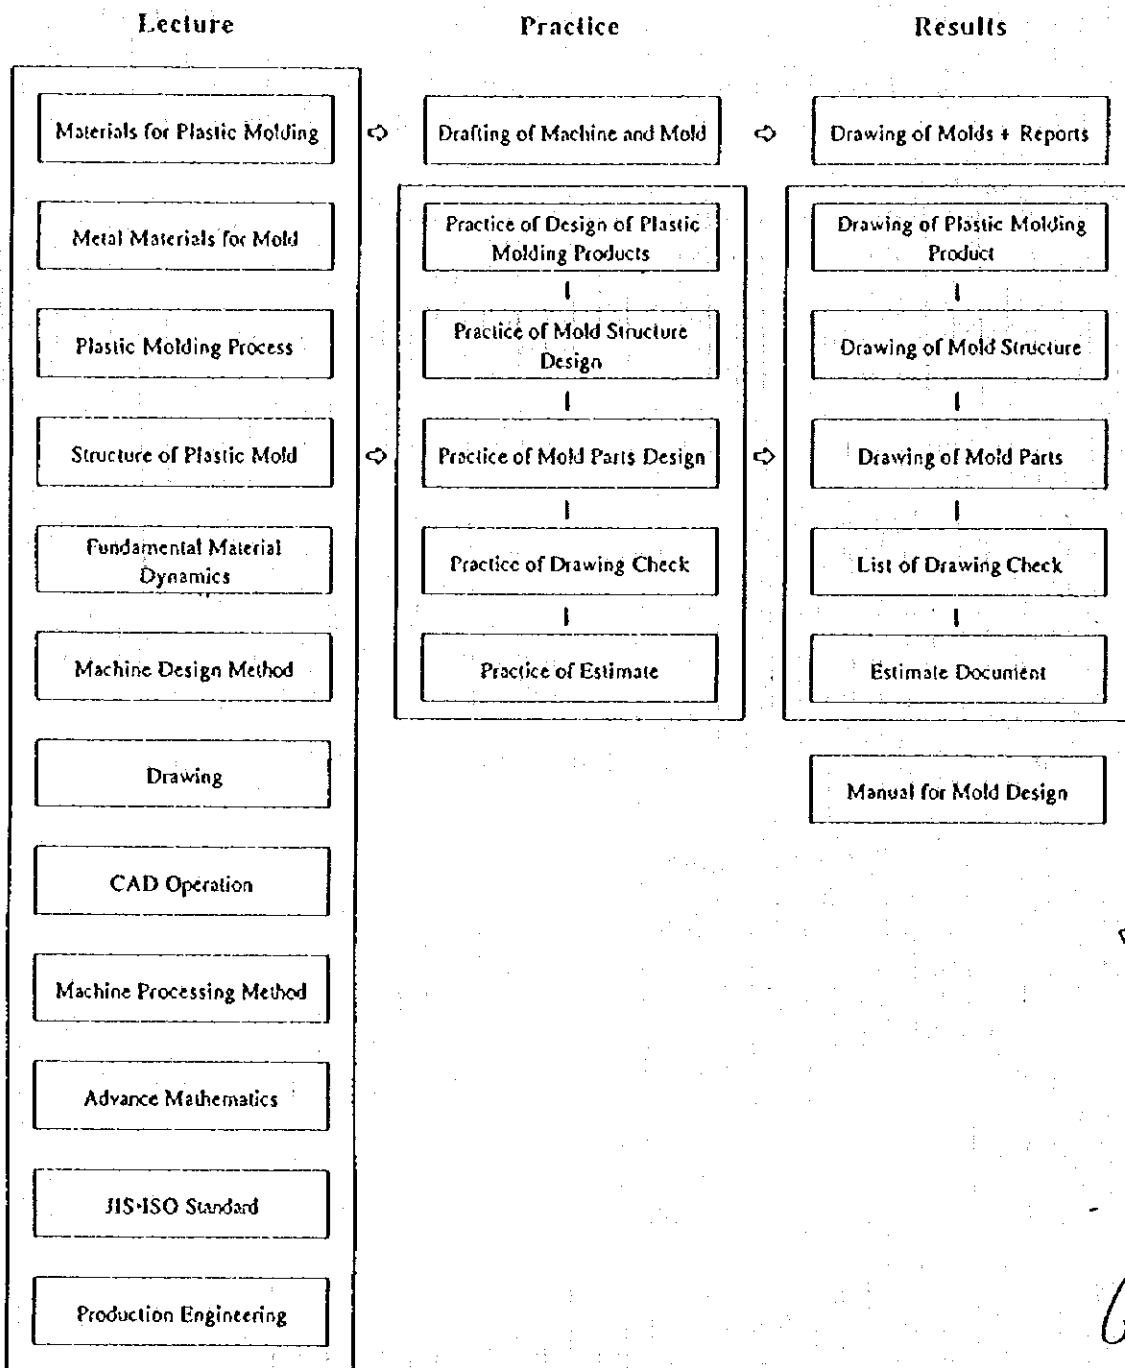 Lecture
Practice
Results
Materials for Plastic Molding
Metal Materials for Mold
Plastic Molding Process
Structure of Plastic Mold
Fundamental Material
Dynamics
Machine Design Method
Drawing
CAD Operation
Machine Processing Method
Advance Mathematics
JIS•ISO Standard
Production Engineering
Drafting of Machine and Mold
Practice of Design of Plastic
Molding Products
Practice of Mold Structure
Design
Practice of Mold Parts Design
Practice of Drawing Check
Practice of Estimate
Drawing of Molds + Reports
Drawing of Plastic Molding
Product
Drawing of Mold Structure
Drawing of Mold Parts
List of Drawing Check
Estimate Document
Manual for Mold Design